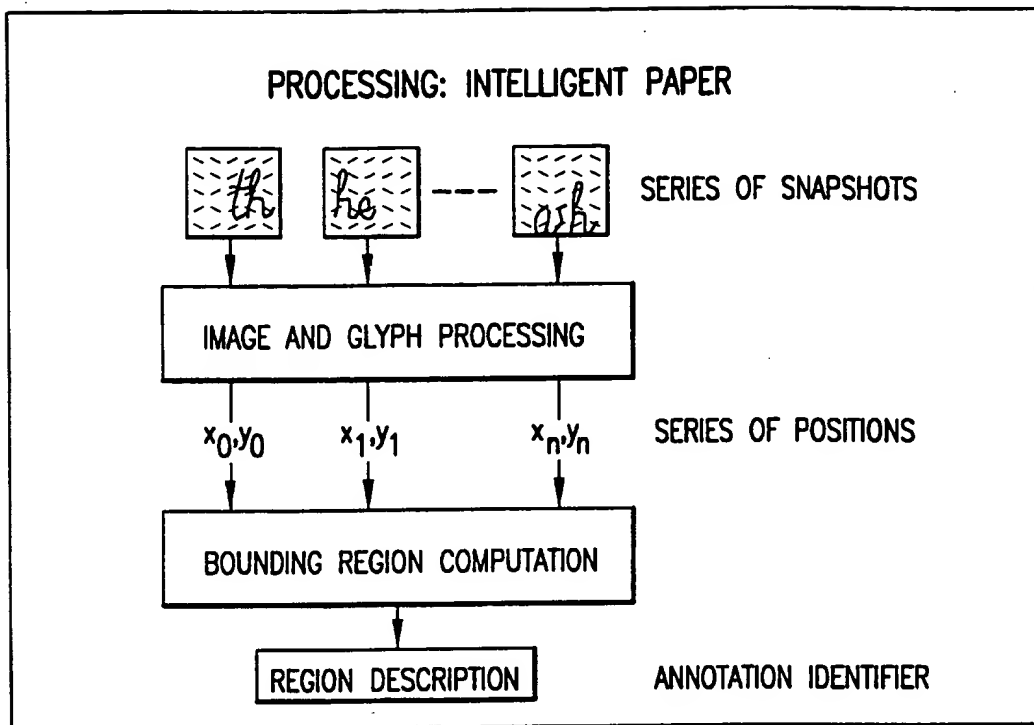 PROCESSING: INTELLIGENT PAPER
th he --- ash SERIES OF SNAPSHOTS
IMAGE AND GLYPH PROCESSING
x0,y0 x1,y1 xn,yn SERIES OF POSITIONS
BOUNDING REGION COMPUTATION
REGION DESCRIPTION ANNOTATION IDENTIFIER